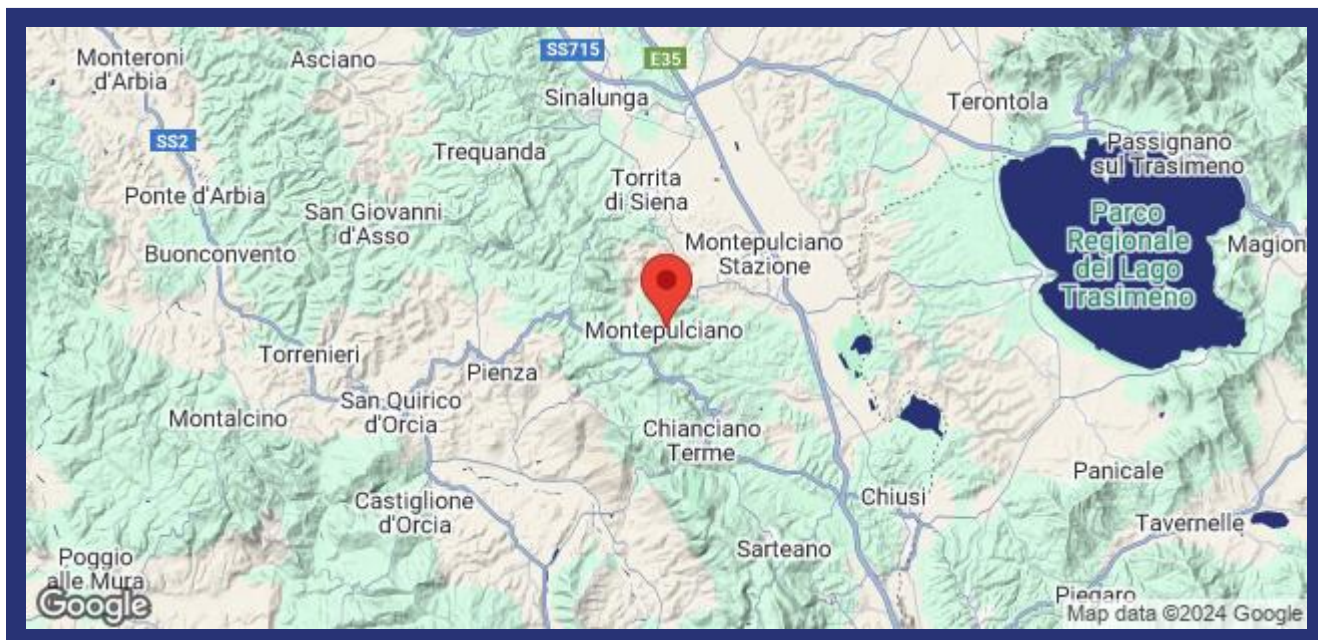 Monteroni
d'Arbia
Asciano
SS715
E35
Sinalunga
Terontola
SS2
Trequanda
Passignano
sul Trasimeno
Ponte d'Arbia
Torrita
di Siena
San Giovanni
d'Asso
Parco
Regionale
del Lago
Trasimeno
Buonconvento
Montepulciano
Stazione
Magion
Montepulciano
Torrenieri
Pienza
Montalcino
San Quirico
d'Orcia
Chianciano
Terme
Panicale
Castiglione
d'Orcia
Chiusi
Tavernelle
Sarteano
Poggio
alle Mura
Piegaro
Google
Map data ©2024 Google